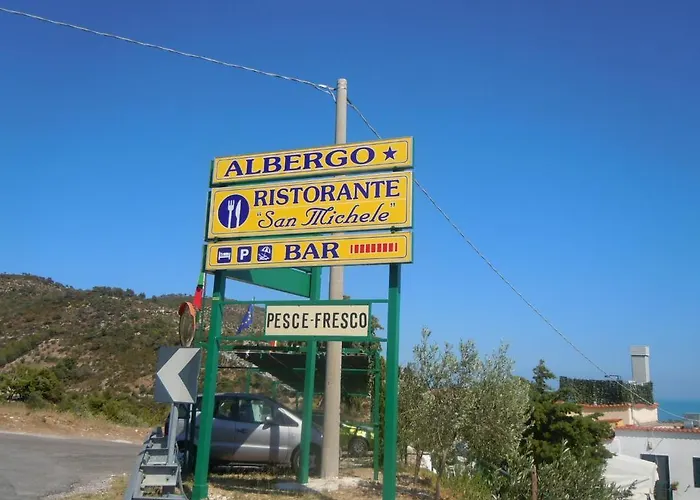 ALBERGO ★
RISTORANTE
"San Michele"
P BAR
PESCE-FRESCO